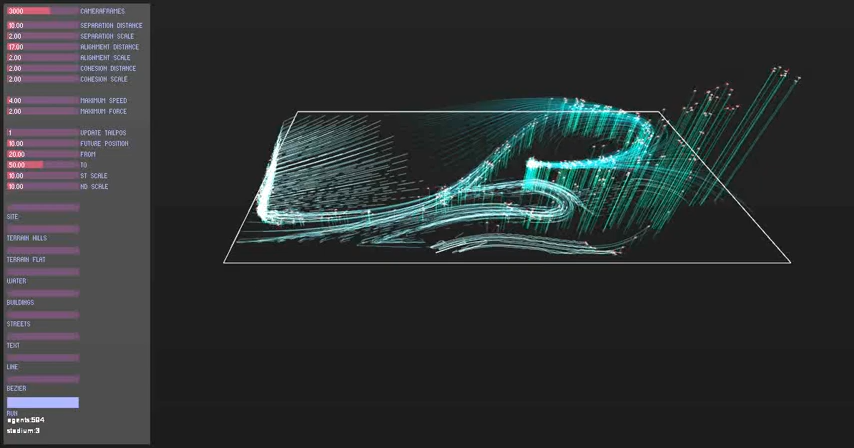 3000 CAMERAFRAMES
10.00 SEPARATION DISTANCE
2.00 SEPARATION SCALE
17.00 ALIGNMENT DISTANCE
2.00 ALIGNMENT SCALE
2.00 COHESION DISTANCE
2.00 COHESION SCALE
4.00 MAXIMUM SPEED
2.00 MAXIMUM FORCE
1 UPDATE TAILPOS
10.00 FUTURE POSITION
20.00 FROM
50.00 TO
10.00 ST SCALE
10.00 ND SCALE
SITE
TERRAIN HILLS
TERRAIN FLAT
WATER
BUILDINGS
STREETS
TEXT
LINE
BEZIER
RUN
agents:504
stadium:3